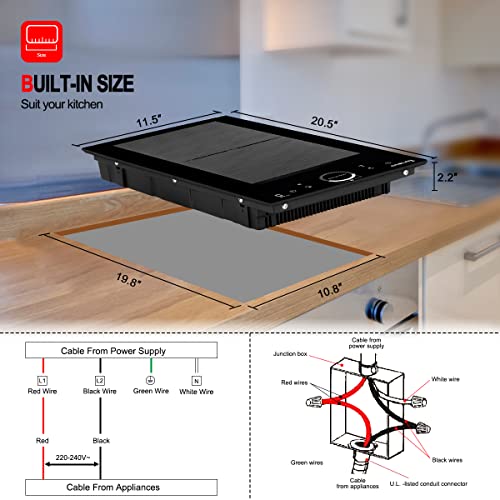 Size
BUILT-IN SIZE
Suit your kitchen
11.5"
20.5"
2.2"
19.8"
10.8"
Cable From Power Supply
L1
L2
N
Red Wire
Black Wire
Green Wire
White Wire
Red
Black
220-240V~
Cable From Appliances
Cable from
power supply
Junction box
Red wires
White wire
Green wires
Black wires
Cable
from
appliances
U.L. -listed conduit connector